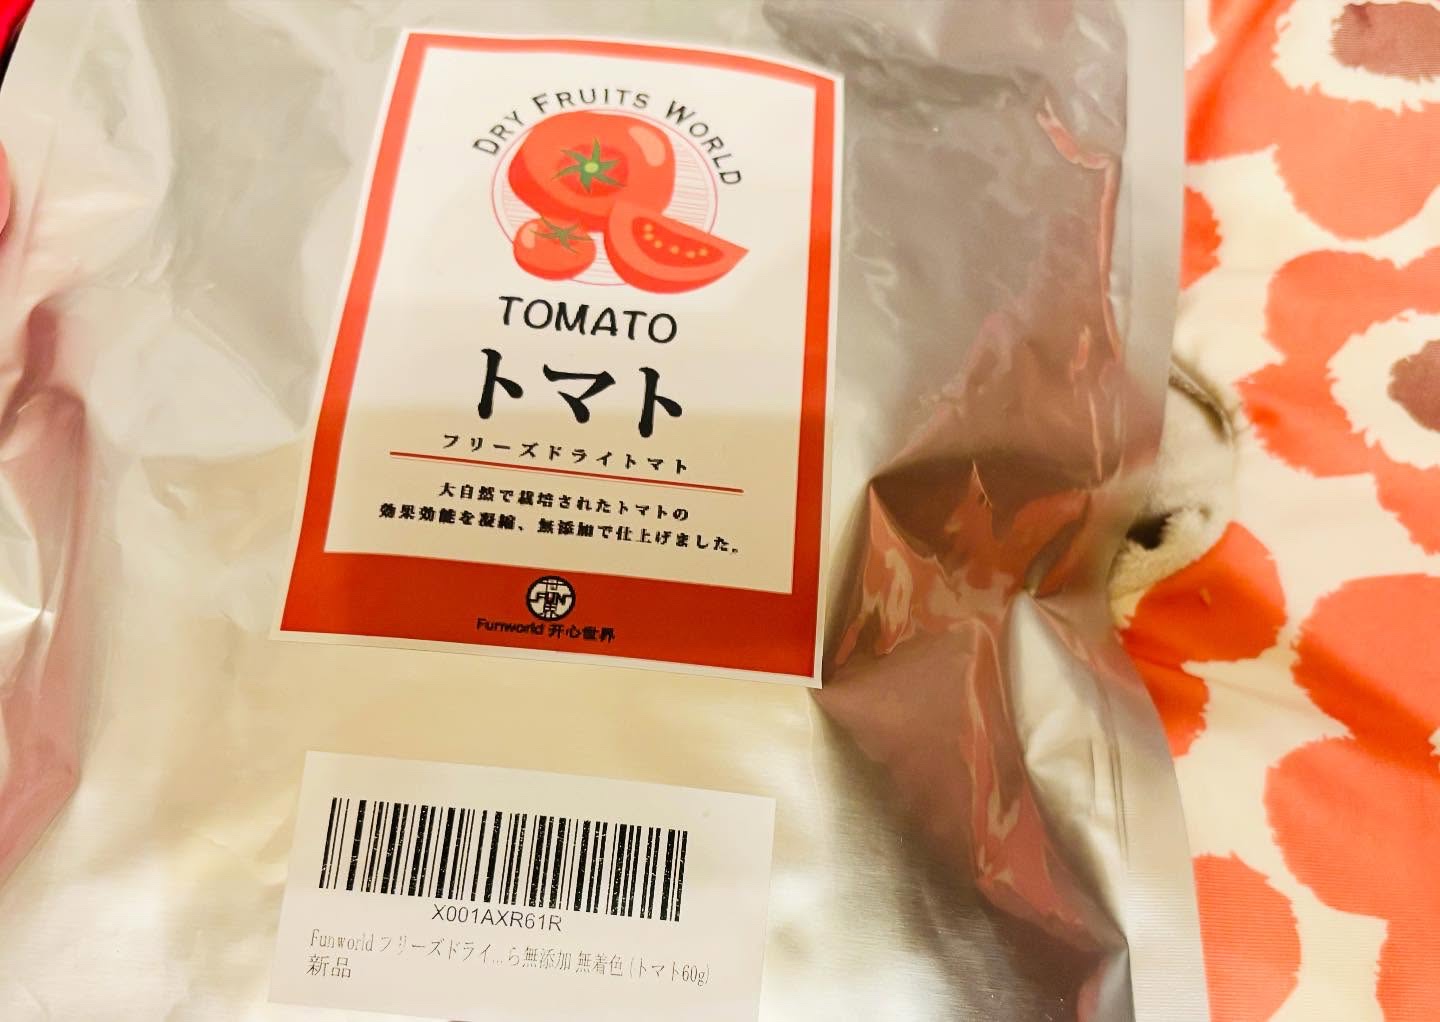 DRY FRUITS WORLD
TOMATO
トマト
フリーズドライトマト
大自然で栽培されたトマトの
効果効能を凝縮、無添加で仕上げました。
世
FUN
界
Funworld 开心世界
X001AXR61R
Funworld フリーズドライ...ら無添加 無着色 (トマト60g)
新品